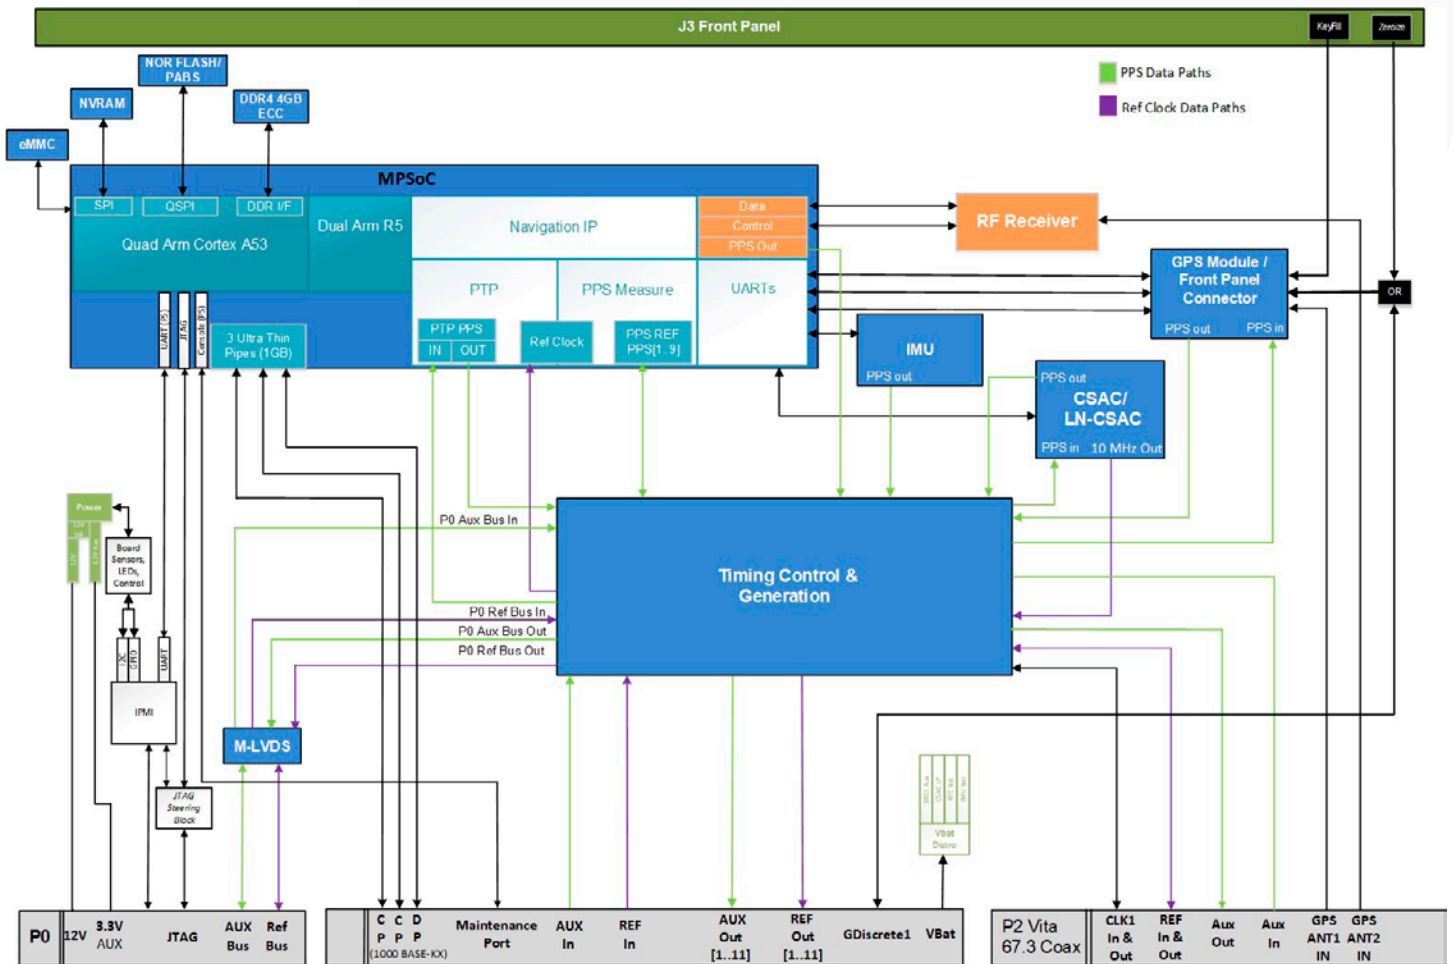 J3 Front Panel
KeyFill
Zeroize
PPS Data Paths
Ref Clock Data Paths
NOR FLASH/
PABS
NVRAM
DDR4 4GB
ECC
eMMC
MPSoC
SPI
QSPI
DDR I/F
Quad Arm Cortex A53
Dual Arm R5
Navigation IP
Data
Control
PPS Out
RF Receiver
GPS Module /
Front Panel
Connector
PPS out
PPS in
OR
PTP
PPS Measure
UARTs
PTP PPS
IN
OUT
Ref Clock
PPS REF
PPS[1..9]
UART (PS)
JTAG
Console (PS)
3 Ultra Thin
Pipes (1GB)
IMU
PPS out
PPS out
CSAC/
LN-CSAC
PPS in
10 MHz Out
Power
12V
3.3V Aux
Board
Sensors,
LEDs,
Control
I2C
GPIO
UART
IPMI
P0 Aux Bus In
P0 Ref Bus In
P0 Aux Bus Out
P0 Ref Bus Out
Timing Control &
Generation
M-LVDS
JTAG
Steering
Block
Vbat
Distro
P0
12V
3.3V
AUX
JTAG
AUX
Bus
Ref
Bus
C
P
C
P
D
P
(1000 BASE-KX)
Maintenance
Port
AUX
In
REF
In
AUX
Out
[1..11]
REF
Out
[1..11]
GDiscrete1
VBat
P2 Vita
67.3 Coax
CLK1
In &
Out
REF
In &
Out
Aux
Out
Aux
In
GPS
ANT1
IN
GPS
ANT2
IN